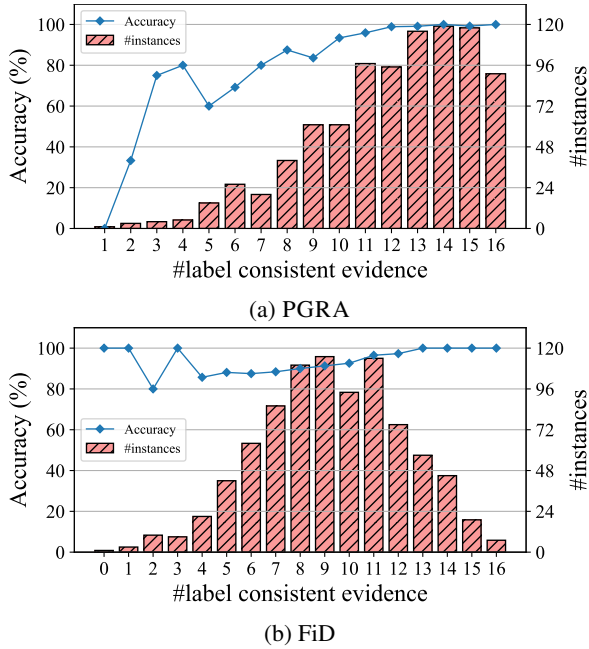 100
80
60
40
20
0
Accuracy (%)
Accuracy
#instances
120
96
72
48
24
0
#instances
1 2 3 4 5 6 7 8 9 10 11 12 13 14 15 16
#label consistent evidence
(a) PGRA
100
80
60
40
20
0
Accuracy (%)
Accuracy
#instances
120
96
72
48
24
0
#instances
0 1 2 3 4 5 6 7 8 9 10 11 12 13 14 15 16
#label consistent evidence
(b) FiD